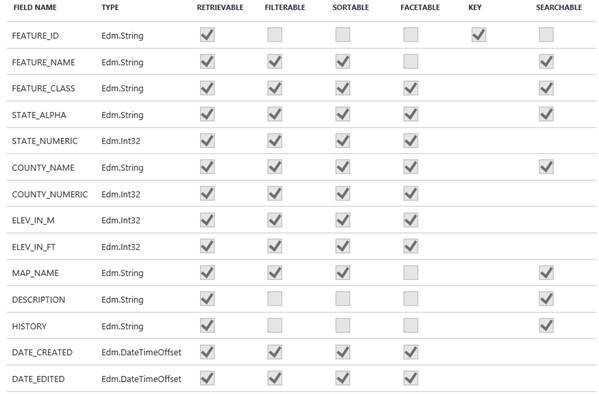 FIELD NAME TYPE RETRIEVABLE FILTERABLE SORTABLE FACETABLE KEY SEARCHABLE
FEATURE_ID Edm.String
FEATURE_NAME Edm.String
FEATURE_CLASS Edm.String
STATE_ALPHA Edm.String
STATE_NUMERIC Edm.Int32
COUNTY_NAME Edm.String
COUNTY_NUMERIC Edm.Int32
ELEV_IN_M Edm.Int32
ELEV_IN_FT Edm.Int32
MAP_NAME Edm.String
DESCRIPTION Edm.String
HISTORY Edm.String
DATE_CREATED Edm.DateTimeOffset
DATE_EDITED Edm.DateTimeOffset